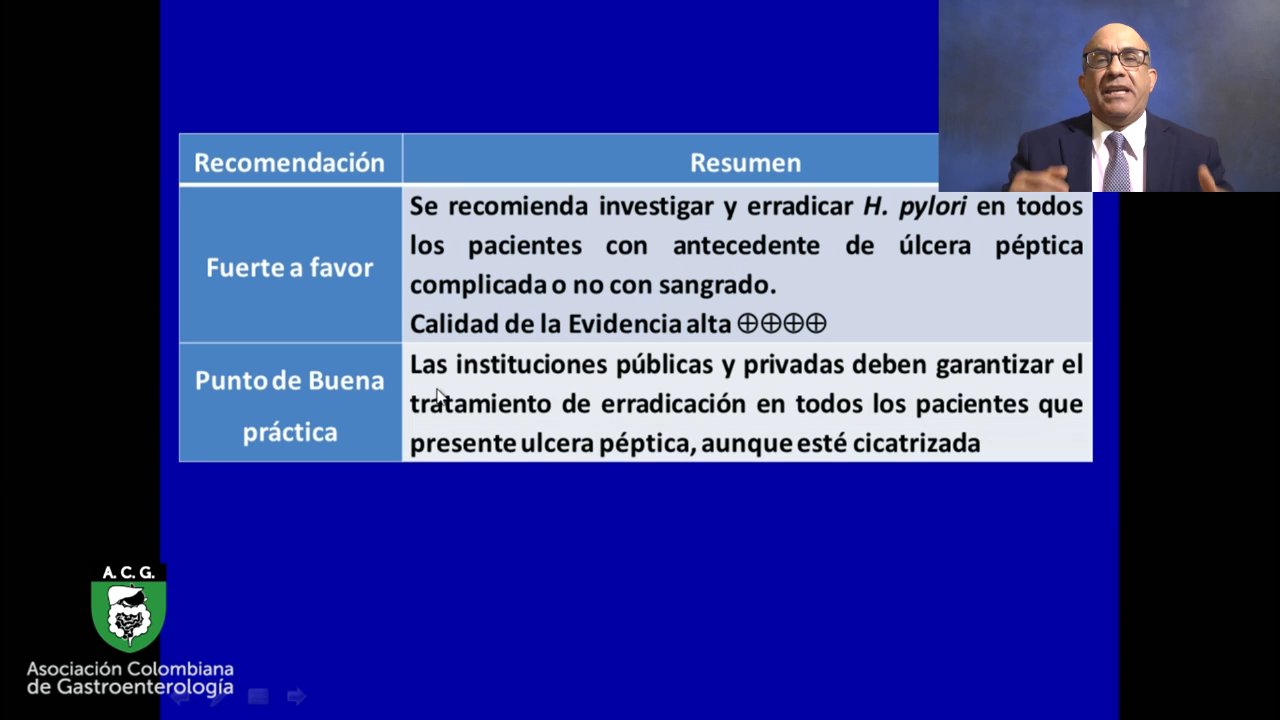 Recomendación
Resumen
Fuerte a favor
Se recomienda investigar y erradicar H. pylori en todos
los pacientes con antecedente de úlcera péptica
complicada o no con sangrado.
Calidad de la Evidencia alta ⊕⊕⊕⊕
Punto de Buena
práctica
Las instituciones públicas y privadas deben garantizar el
tratamiento de erradicación en todos los pacientes que
presente ulcera péptica, aunque esté cicatrizada
A. C. G.
Asociación Colombiana
de Gastroenterología